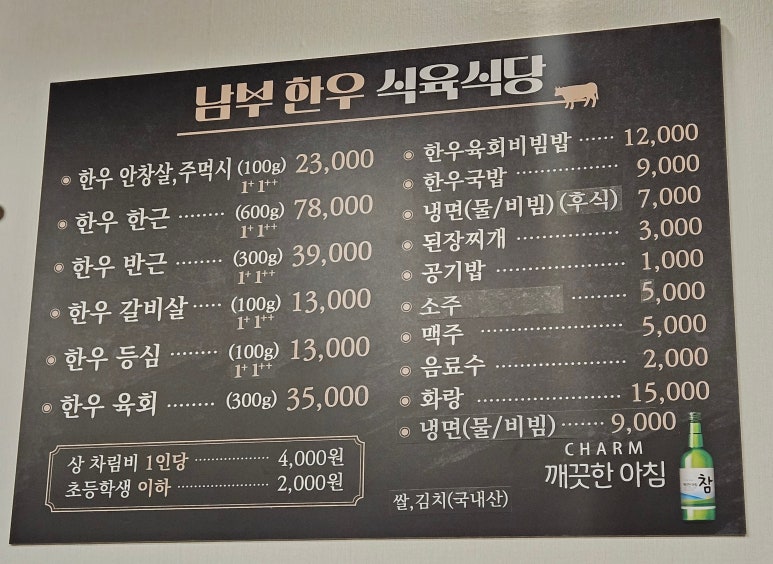 남부 한우 식육식당
한우 안창살,주먹시 (100g) 23,000
1+ 1++
한우 한근 ········ (600g) 78,000
1+ 1++
한우 반근 ········ (300g) 39,000
1+ 1++
한우 갈비살 ····· (100g) 13,000
1+ 1++
한우 등심 ········ (100g) 13,000
1+ 1++
한우 육회 ········ (300g) 35,000
상 차림비 1인당 ················ 4,000원
초등학생 이하 ··················· 2,000원
한우육회비빔밥 ······ 12,000
한우국밥 ················· 9,000
냉면(물/비빔) (후식) 7,000
된장찌개 ················· 3,000
공기밥 ····················· 1,000
소주 ········· 5,000
맥주 ······················· 5,000
음료수 ····················· 2,000
화랑 ························ 15,000
냉면(물/비빔) ······· 9,000
CHARM
깨끗한 아침
참
쌀,김치(국내산)